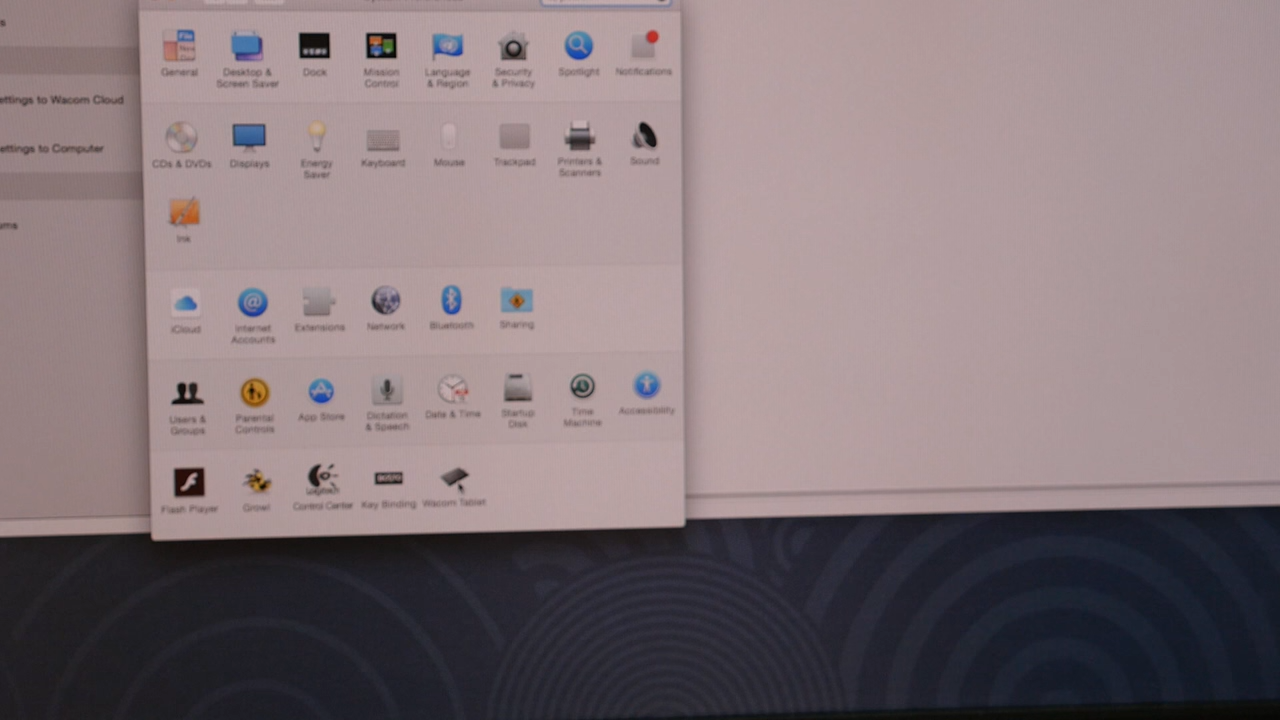 s
ettings to Wacom Cloud
ettings to Computer
ums
General
Desktop &
Screen Saver
Dock
Mission
Control
Language
& Region
Security
& Privacy
Spotlight
Notifications
CDs & DVDs
Displays
Energy
Saver
Keyboard
Mouse
Trackpad
Printers &
Scanners
Sound
Ink
iCloud
Internet
Accounts
Extensions
Network
Bluetooth
Sharing
Users &
Groups
Parental
Controls
App Store
Dictation
& Speech
Date & Time
Startup
Disk
Time
Machine
Accessibility
Flash Player
Growl
Logitech
Control Center
Key Binding
Wacom Tablet